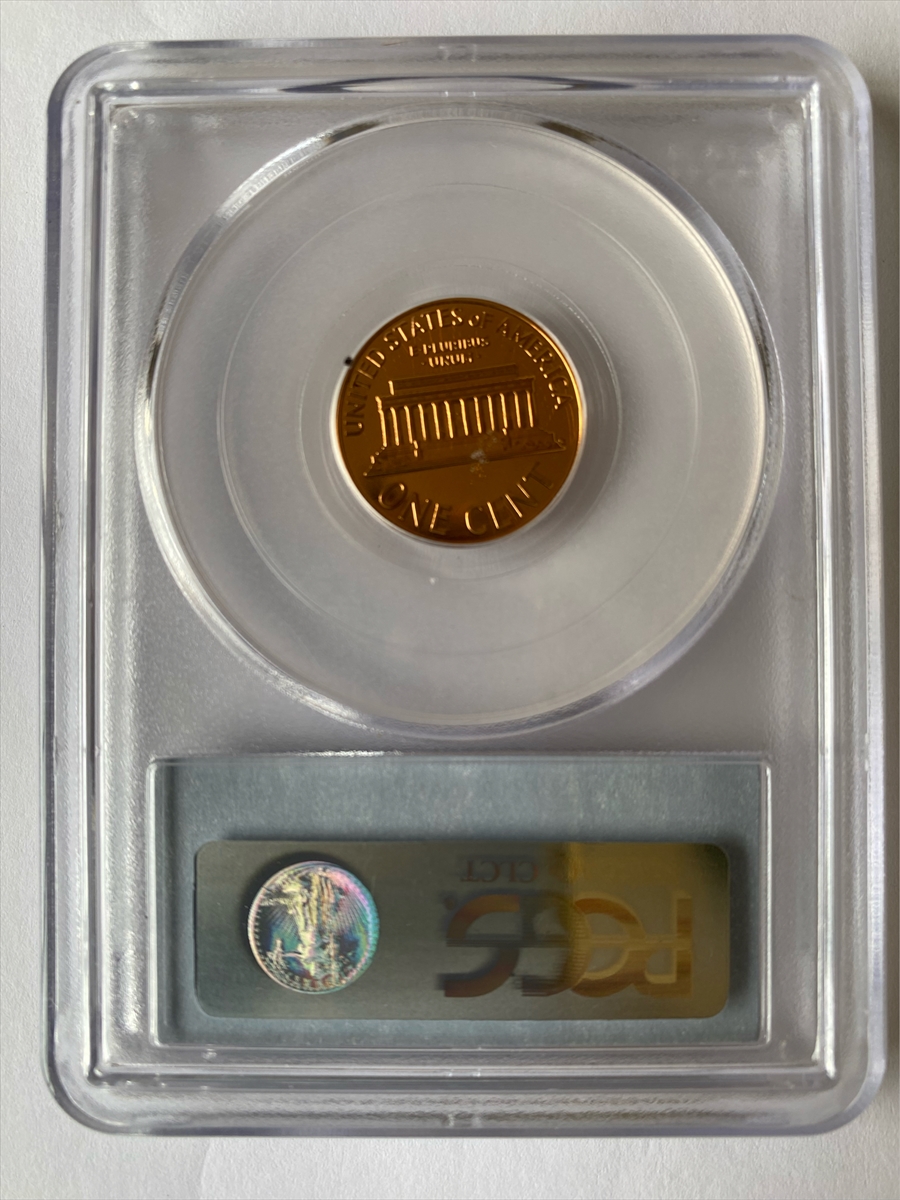 UNITED STATES OF AMERICA
E PLURIBUS
UNUM
ONE CENT
PCGS